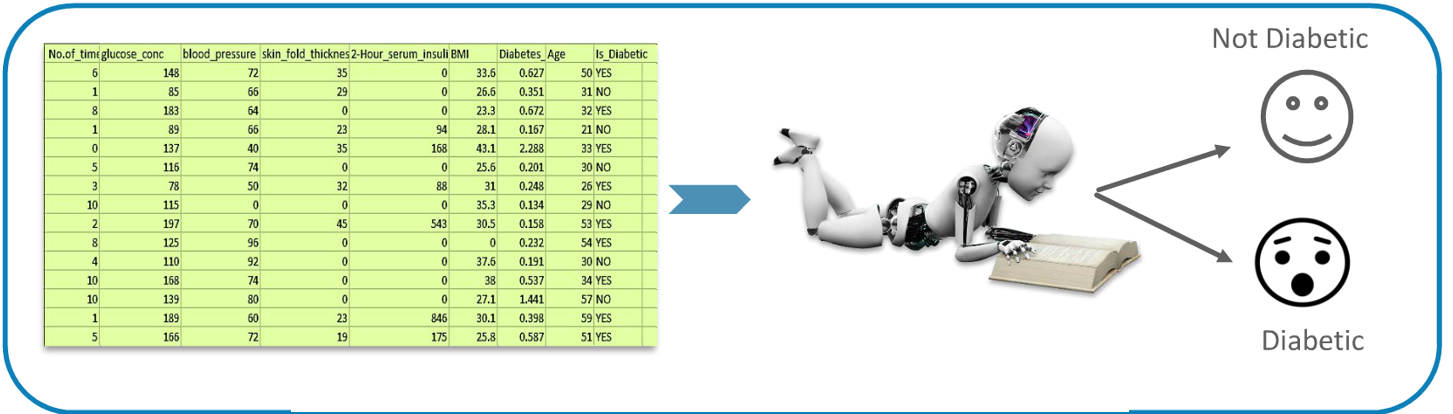 No.of_time glucose_conc blood_pressure skin_fold_thicknes 2-Hour_serum_insuli BMI Diabetes_ Age Is_Diabetic
6 148 72 35 0 33.6 0.627 50 YES
1 85 66 29 0 26.6 0.351 31 NO
8 183 64 0 0 23.3 0.672 32 YES
1 89 66 23 94 28.1 0.167 21 NO
0 137 40 35 168 43.1 2.288 33 YES
5 116 74 0 0 25.6 0.201 30 NO
3 78 50 32 88 31 0.248 26 YES
10 115 0 0 0 35.3 0.134 29 NO
2 197 70 45 543 30.5 0.158 53 YES
8 125 96 0 0 0 0.232 54 YES
4 110 92 0 0 37.6 0.191 30 NO
10 168 74 0 0 38 0.537 34 YES
10 139 80 0 0 27.1 1.441 57 NO
1 189 60 23 846 30.1 0.398 59 YES
5 166 72 19 175 25.8 0.587 51 YES
Not Diabetic
Diabetic